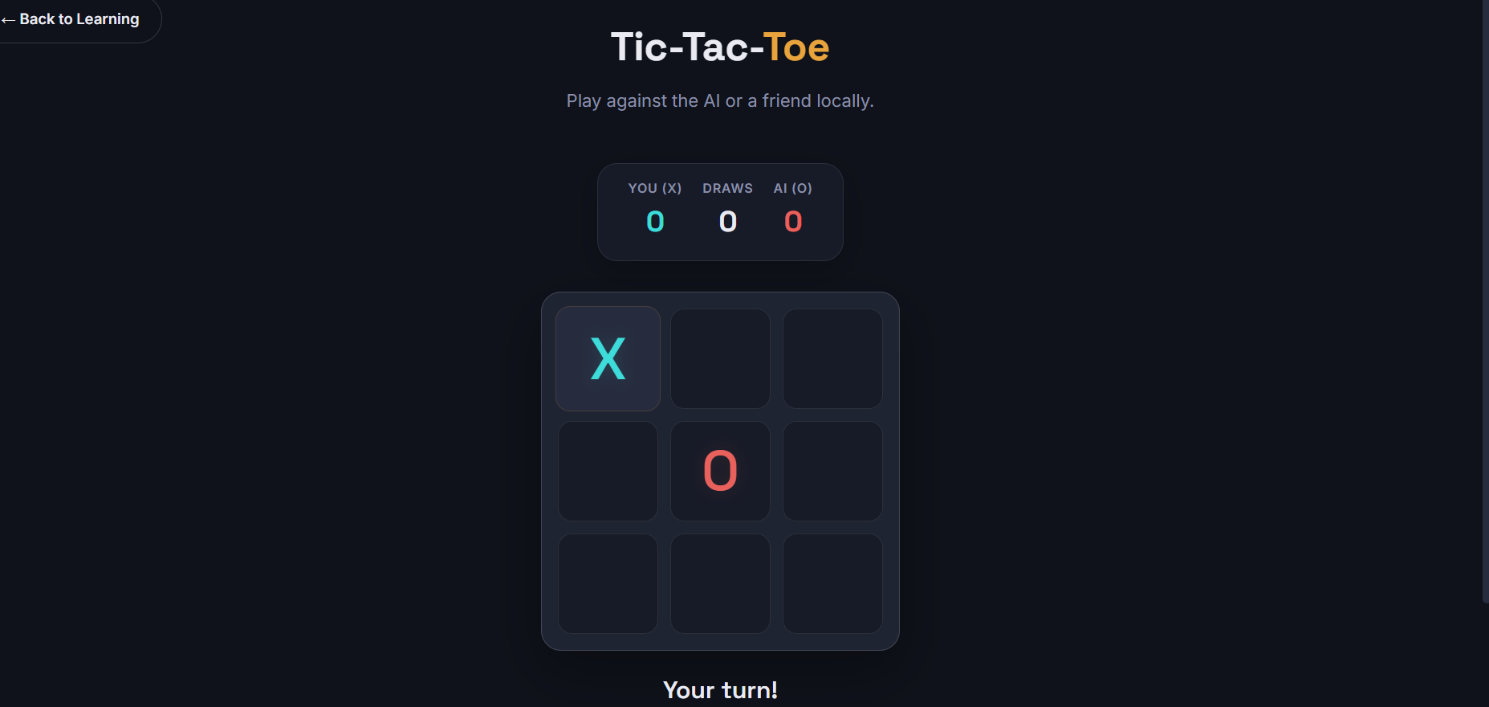 ← Back to Learning
Tic-Tac-Toe
Play against the AI or a friend locally.
YOU (X) DRAWS AI (O)
0 0 0
X
O
Your turn!